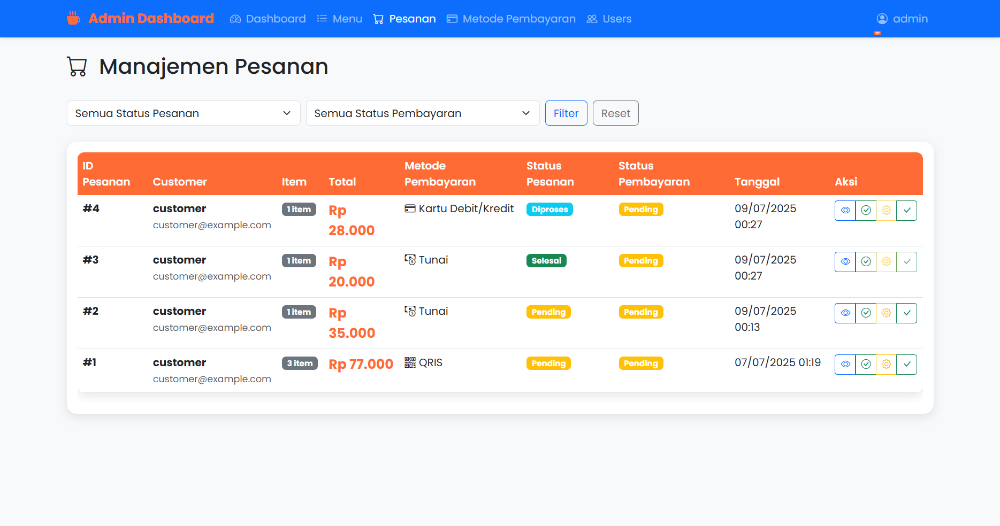 Admin Dashboard Dashboard Menu Pesanan Metode Pembayaran Users admin
Manajemen Pesanan
Semua Status Pesanan Semua Status Pembayaran Filter Reset
ID Pesanan Customer Item Total Metode Pembayaran Status Pesanan Status Pembayaran Tanggal Aksi
#4 customer 1 item Rp 28.000 Kartu Debit/Kredit Diproses Pending 09/07/2025 00:27
customer@example.com
#3 customer 1 item Rp 20.000 Tunai Selesai Pending 09/07/2025 00:27
customer@example.com
#2 customer 1 item Rp 35.000 Tunai Pending Pending 09/07/2025 00:13
customer@example.com
#1 customer 3 item Rp 77.000 QRIS Pending Pending 07/07/2025 01:19
customer@example.com